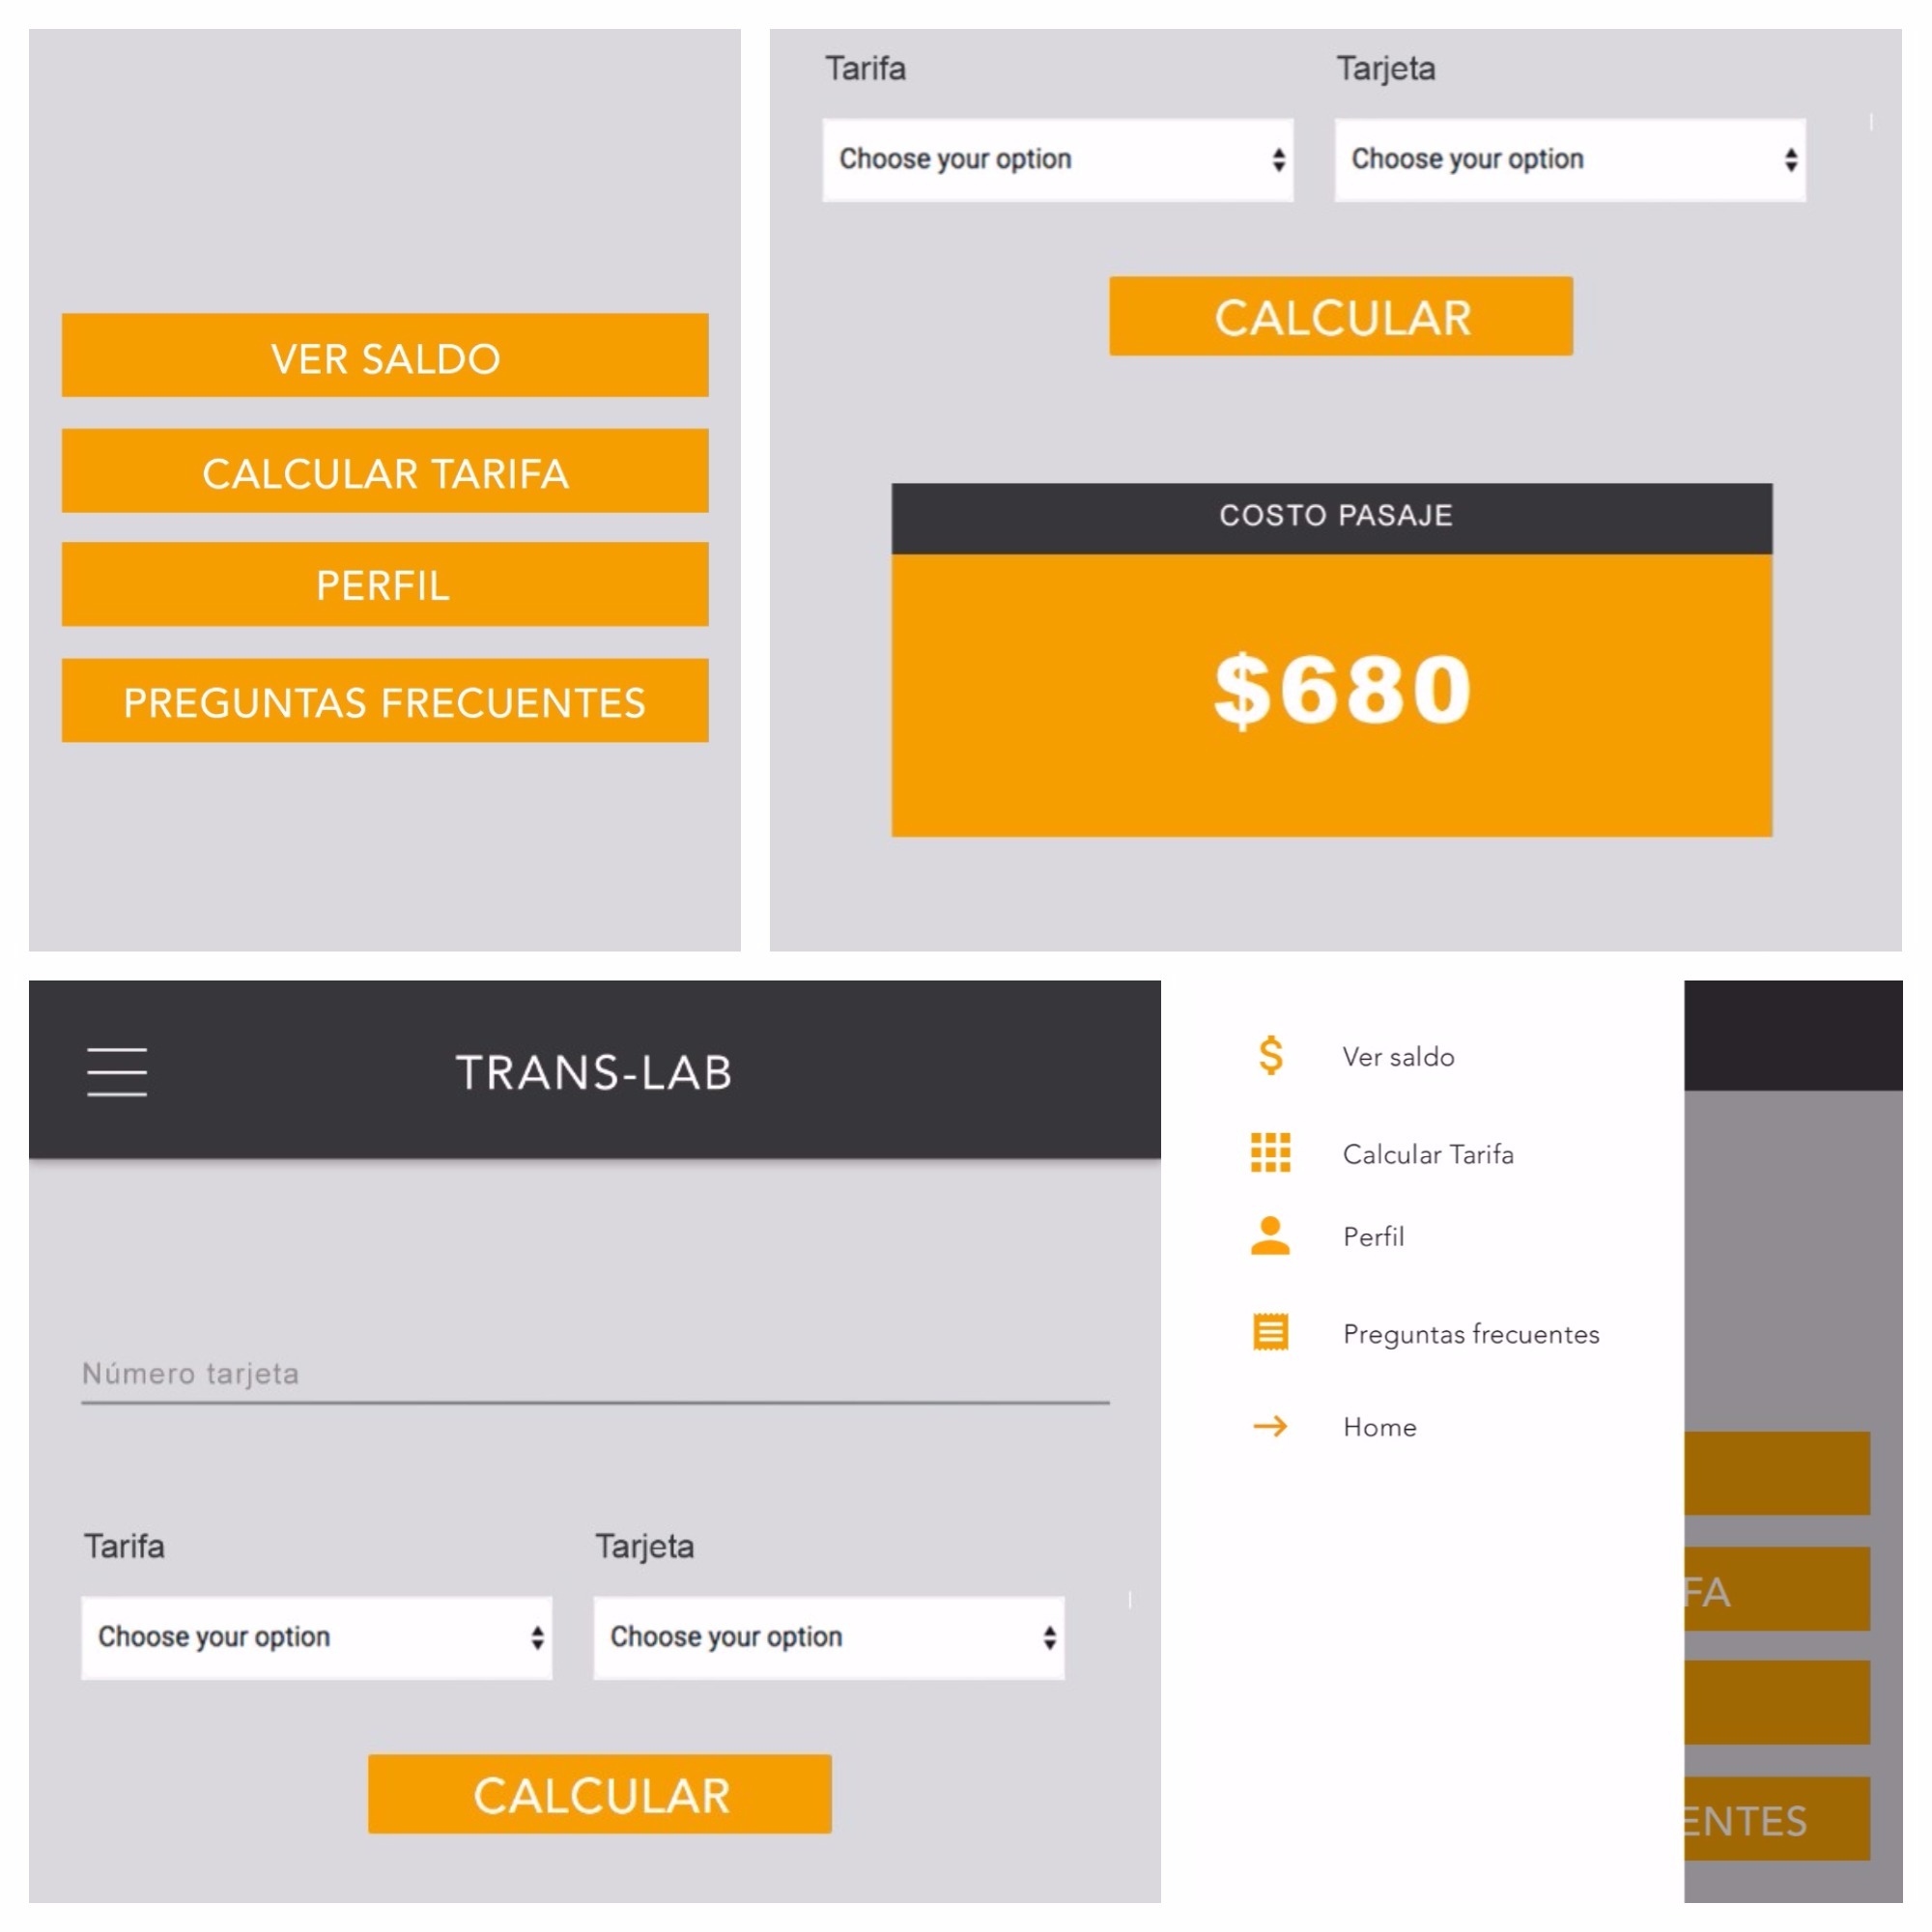 VER SALDO
CALCULAR TARIFA
PERFIL
PREGUNTAS FRECUENTES
Tarifa Tarjeta
Choose your option Choose your option
CALCULAR
COSTO PASAJE
$680
TRANS-LAB
Número tarjeta
Tarifa Tarjeta
Choose your option Choose your option
CALCULAR
Ver saldo
Calcular Tarifa
Perfil
Preguntas frecuentes
Home
FA
ENTES